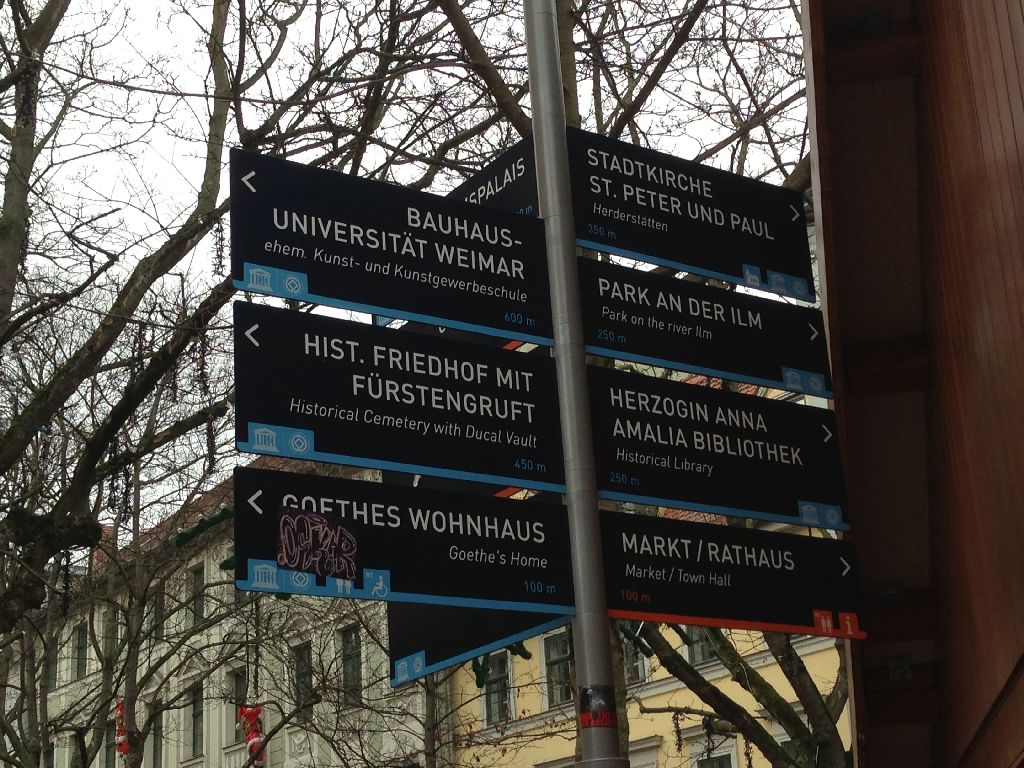 <
BAUHAUS-
UNIVERSITÄT WEIMAR
ehem. Kunst- und Kunstgewerbeschule
600 m
<
HIST. FRIEDHOF MIT
FÜRSTENGRUFT
Historical Cemetery with Ducal Vault
450 m
<
GOETHES WOHNHAUS
Goethe's Home
WC
100 m
SPALAIS
STADTKIRCHE
ST. PETER UND PAUL
>
Herderstätten
350 m
PARK AN DER ILM
>
Park on the river Ilm
250 m
HERZOGIN ANNA
AMALIA BIBLIOTHEK
>
Historical Library
250 m
MARKT / RATHAUS
>
Market / Town Hall
100 m
i